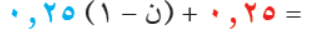 = ٠,٢٥ + (ن − ١) ٠,٢٥